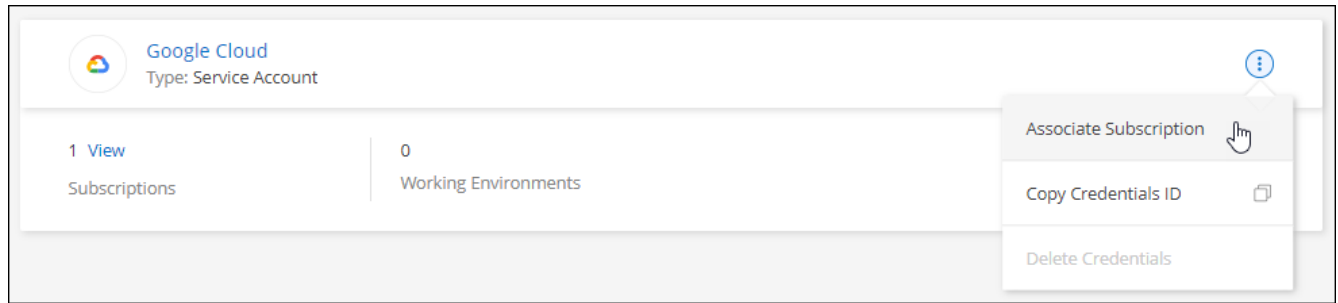 Google Cloud
Type: Service Account
Associate Subscription
1 View
0
Subscriptions
Working Environments
Copy Credentials ID
Delete Credentials